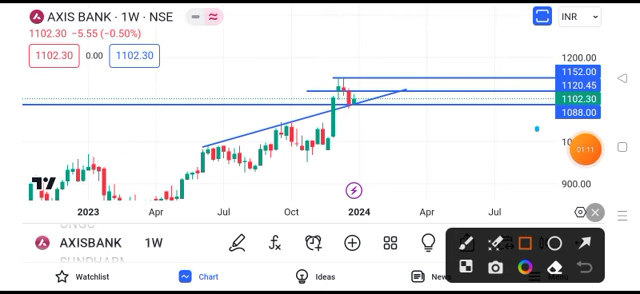 AXIS BANK · 1W · NSE
INR
1102.30 −5.55 (−0.50%)
1102.30 0.00 1102.30
1200.00
1152.00
1120.45
1102.30
1088.00
01:11
900.00
2023 Apr Jul Oct 2024 Apr Jul
AXISBANK 1W
Watchlist Chart Ideas News